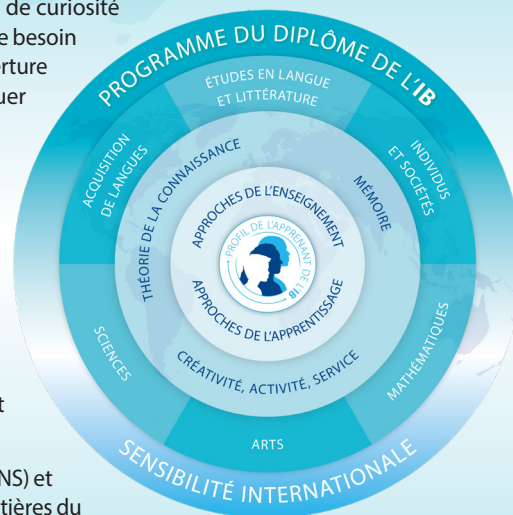 de curiosité
e besoin
erture
uer
t
NS) et
tières du
PROGRAMME DU DIPLÔME DE L'IB
ÉTUDES EN LANGUE
ET LITTÉRATURE
ACQUISITION
DE LANGUES
INDIVIDUS
ET SOCIÉTÉS
THÉORIE DE LA CONNAISSANCE
MÉMOIRE
APPROCHES DE L'ENSEIGNEMENT
PROFIL DE L'APPRENANT DE L'IB
APPROCHES DE L'APPRENTISSAGE
CRÉATIVITÉ, ACTIVITÉ, SERVICE
SCIENCES
MATHÉMATIQUES
ARTS
SENSIBILITÉ INTERNATIONALE